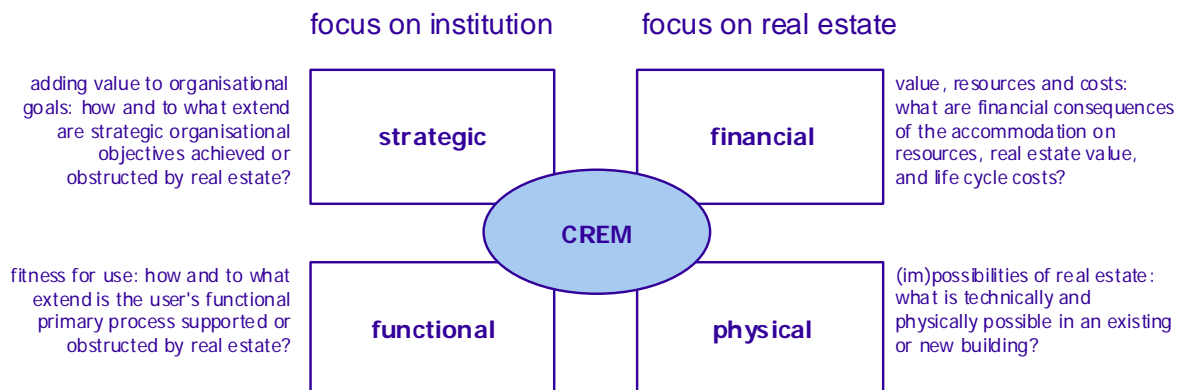 focus on institution
focus on real estate
adding value to organisational
goals: how and to what extend
are strategic organisational
objectives achieved or
obstructed by real estate?
strategic
financial
value, resources and costs:
what are financial consequences
of the accommodation on
resources, real estate value,
and life cycle costs?
CREM
fitness for use: how and to what
extend is the user's functional
primary process supported or
obstructed by real estate?
functional
physical
(im)possibilities of real estate:
what is technically and
physically possible in an existing
or new building?